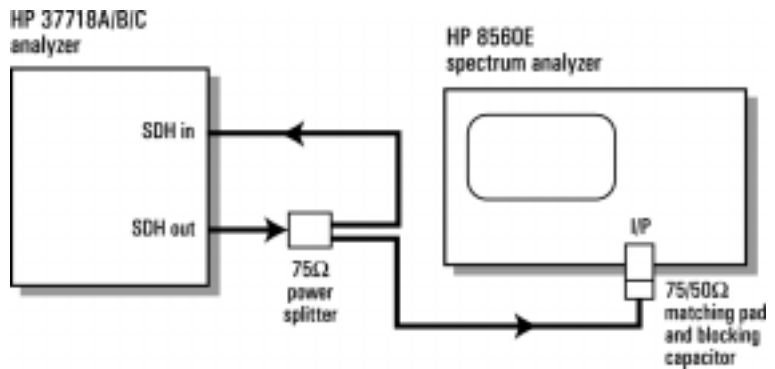 HP 37718A/B/C
analyzer
HP 8560E
spectrum analyzer
SDH in
SDH out
I/P
75Ω
power
splitter
75/50Ω
matching pad
and blocking
capacitor